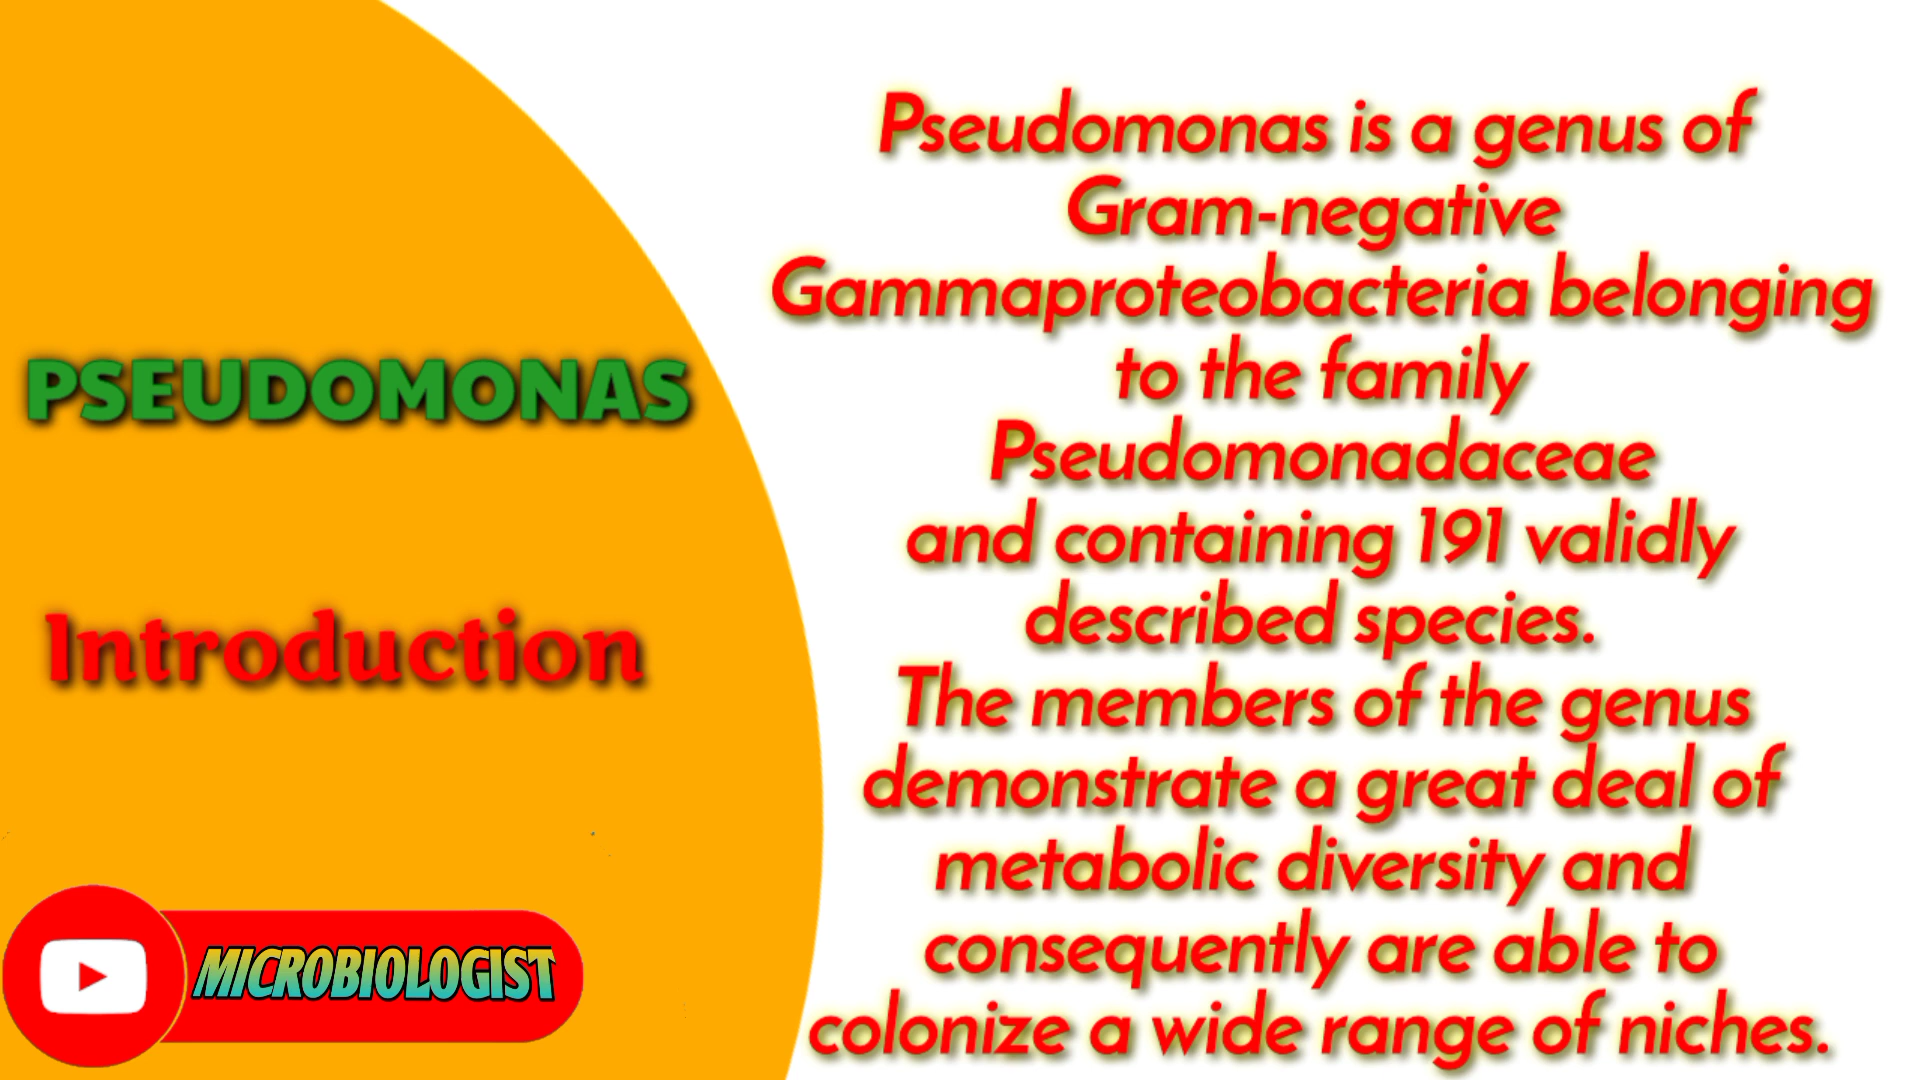 PSEUDOMONAS
Introduction
MICROBIOLOGIST
Pseudomonas is a genus of
Gram-negative
Gammaproteobacteria belonging
to the family
Pseudomonadaceae
and containing 191 validly
described species.
The members of the genus
demonstrate a great deal of
metabolic diversity and
consequently are able to
colonize a wide range of niches.